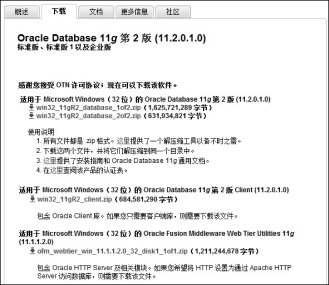 概述 下载 文档 更多信息 社区
Oracle Database 11g 第 2 版 (11.2.0.1.0)
标准版、标准版 1 以及企业版
感谢您接受 OTN 许可协议；现在可以下载该软件。
适用于 Microsoft Windows（32 位）的 Oracle Database 11g 第 2 版 (11.2.0.1.0)
win32_11gR2_database_1of2.zip (1,625,721,289 字节)
win32_11gR2_database_2of2.zip (631,934,821 字节)
使用说明
1. 所有文件都是 .zip 格式。这里提供了一个解压缩工具以备不时之需。
2. 下载这两个文件，并将它们解压缩到同一个目录中。
3. 这里提供了安装指南和 Oracle Database 11g 通用文档。
4. 在这里查阅该产品的认证表。
适用于 Microsoft Windows（32 位）的 Oracle Database 11g 第 2 版 Client (11.2.0.1.0)
win32_11gR2_client.zip (684,581,290 字节)
包含 Oracle Client 库。如果您只需要客户端库，则需要下载此文件。
适用于 Microsoft Windows（32 位）的 Oracle Fusion Middleware Web Tier Utilities 11g
(11.1.1.2.0)
ofm_webtier_win_11.1.1.2.0_32_disk1_1of1.zip (1,211,244,678 字节)
包含 Oracle HTTP Server 及相关模块。如果您希望将 HTTP 设置为通过 Apache HTTP
Server 访问数据库，则需要下载此文件。